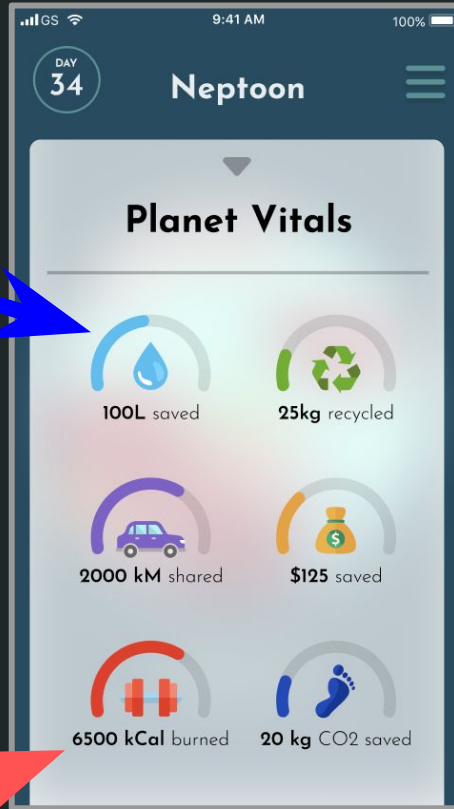 GS 9:41 AM 100%
DAY
34
Neptoon
Planet Vitals
100L saved 25kg recycled
2000 kM shared $125 saved
6500 kCal burned 20 kg CO2 saved